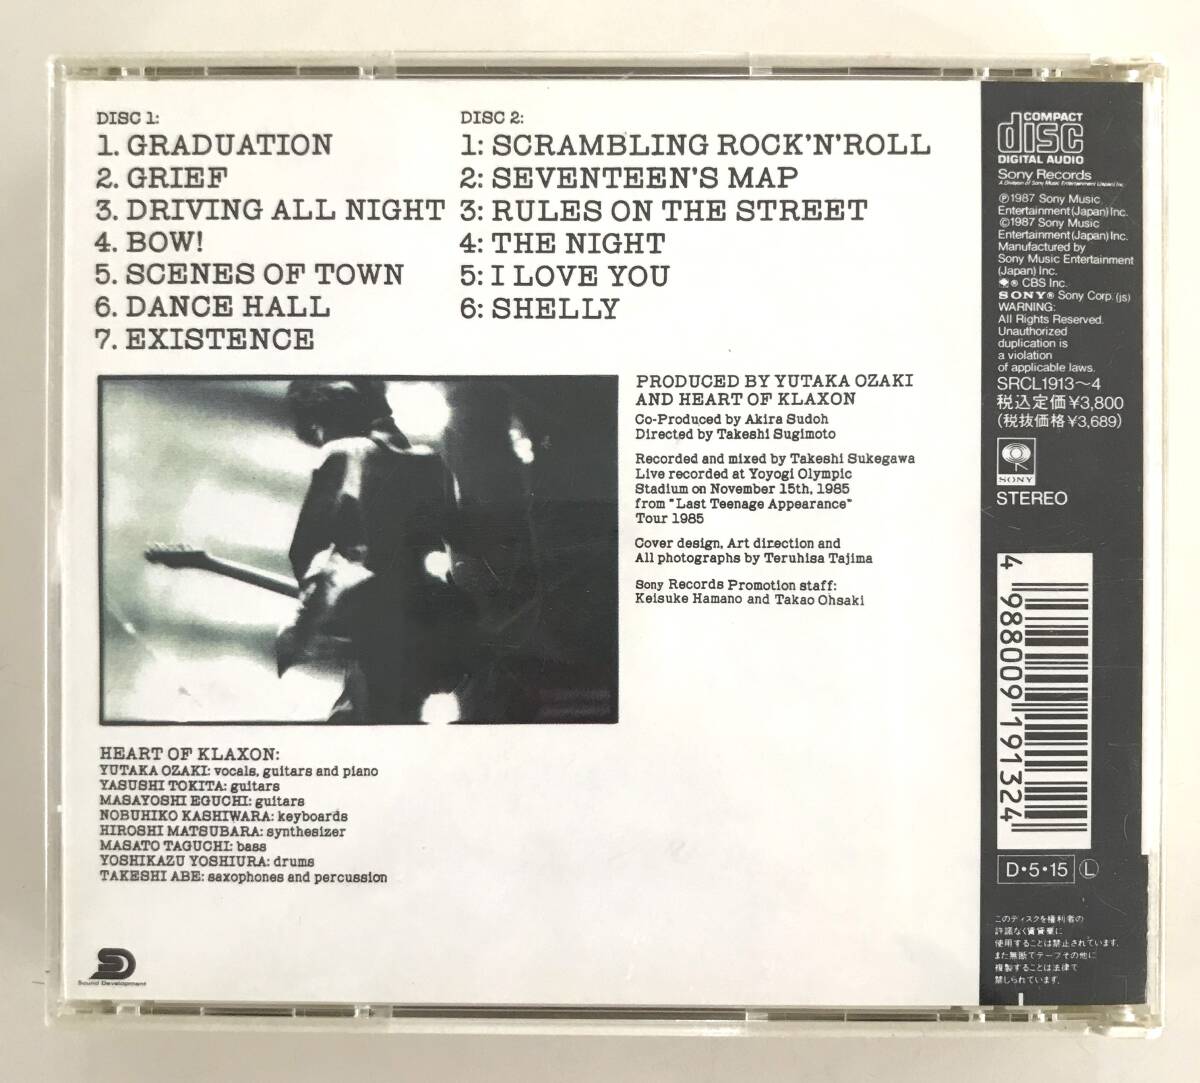 DISC 1:
1. GRADUATION
2. GRIEF
3. DRIVING ALL NIGHT
4. BOW!
5. SCENES OF TOWN
6. DANCE HALL
7. EXISTENCE
DISC 2:
1: SCRAMBLING ROCK'N'ROLL
2: SEVENTEEN'S MAP
3: RULES ON THE STREET
4: THE NIGHT
5: I LOVE YOU
6: SHELLY
PRODUCED BY YUTAKA OZAKI
AND HEART OF KLAXON
Co-Produced by Akira Sudoh
Directed by Takeshi Sugimoto
Recorded and mixed by Takeshi Sukegawa
Live recorded at Yoyogi Olympic
Stadium on November 15th, 1985
from "Last Teenage Appearance"
Tour 1985
Cover design, Art direction and
All photographs by Teruhisa Tajima
Sony Records Promotion staff:
Keisuke Hamano and Takao Ohsaki
HEART OF KLAXON:
YUTAKA OZAKI: vocals, guitars and piano
YASUSHI TOKITA: guitars
MASAYOSHI EGUCHI: guitars
NOBUHIKO KASHIWARA: keyboards
HIROSHI MATSUBARA: synthesizer
MASATO TAGUCHI: bass
YOSHIKAZU YOSHIURA: drums
TAKESHI ABE: saxophones and percussion
SD
Sound Development
COMPACT
disc
DIGITAL AUDIO
Sony Records
A Division of Sony Music Entertainment (Japan) Inc.
℗1987 Sony Music
Entertainment (Japan) Inc.
©1987 Sony Music
Entertainment (Japan) Inc.
Manufactured by
Sony Music Entertainment
(Japan) Inc.
® CBS Inc.
SONY® Sony Corp. (js)
WARNING:
All Rights Reserved.
Unauthorized
duplication is
a violation
of applicable laws.
SRCL1913〜4
税込定価¥3,800
(税抜価格¥3,689)
SONY
STEREO
4 988009 191324
D・5・15 Ⓛ
このディスクを権利者の
許諾なく賃貸業に
使用することは禁止されています。
また無断でテープその他に
複製することは法律で
禁じられています。